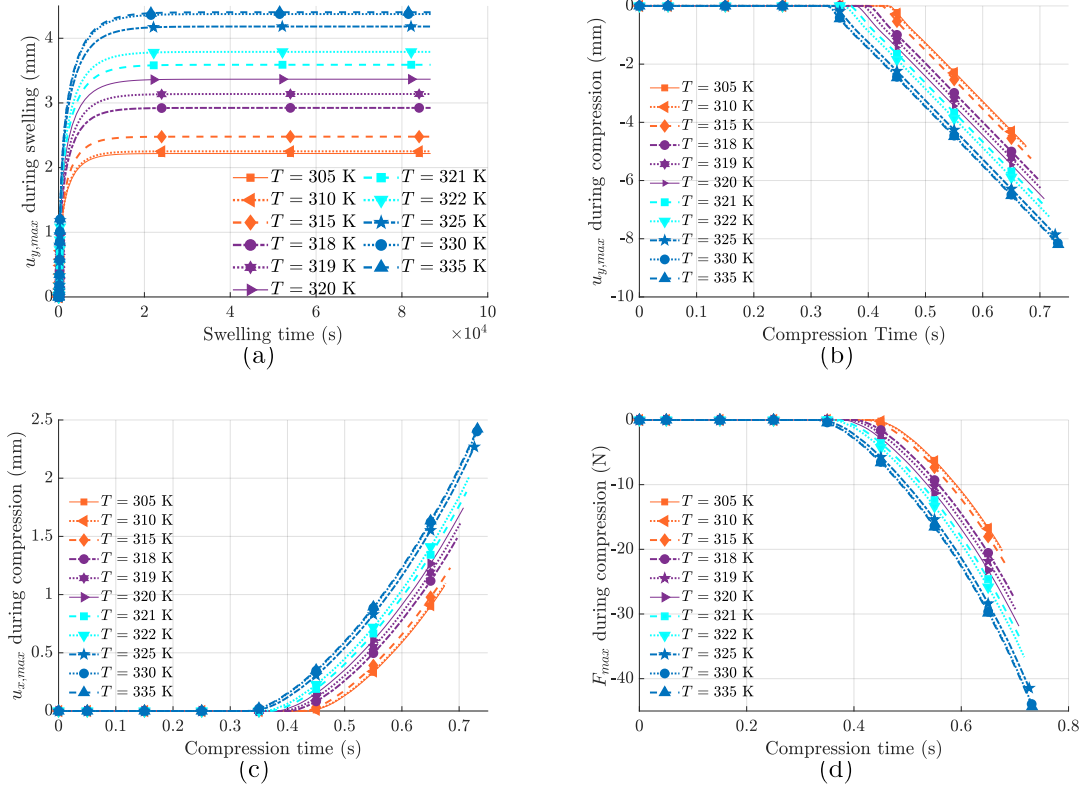 4
3
2
1
0
u_{y,max} during swelling (mm)
T = 305 K
T = 310 K
T = 315 K
T = 318 K
T = 319 K
T = 320 K
T = 321 K
T = 322 K
T = 325 K
T = 330 K
T = 335 K
0 2 4 6 8 10
Swelling time (s)
×10^4
(a)
0
-2
-4
-6
-8
-10
u_{y,max} during compression (mm)
T = 305 K
T = 310 K
T = 315 K
T = 318 K
T = 319 K
T = 320 K
T = 321 K
T = 322 K
T = 325 K
T = 330 K
T = 335 K
0 0.1 0.2 0.3 0.4 0.5 0.6 0.7
Compression Time (s)
(b)
2.5
2
1.5
1
0.5
0
u_{x,max} during compression (mm)
T = 305 K
T = 310 K
T = 315 K
T = 318 K
T = 319 K
T = 320 K
T = 321 K
T = 322 K
T = 325 K
T = 330 K
T = 335 K
0 0.1 0.2 0.3 0.4 0.5 0.6 0.7
Compression time (s)
(c)
0
-10
-20
-30
-40
F_{max} during compression (N)
T = 305 K
T = 310 K
T = 315 K
T = 318 K
T = 319 K
T = 320 K
T = 321 K
T = 322 K
T = 325 K
T = 330 K
T = 335 K
0 0.2 0.4 0.6 0.8
Compression time (s)
(d)